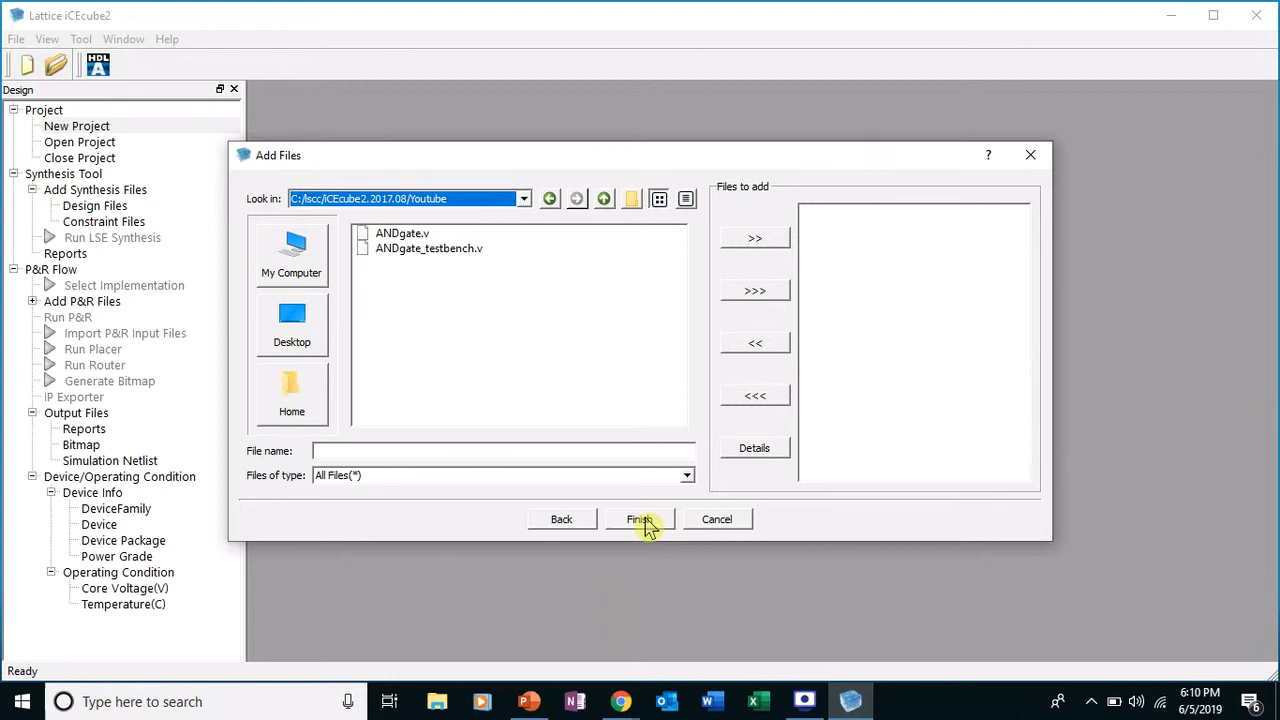 Lattice iCEcube2
File View Tool Window Help
HDL
A
Design
Project
New Project
Open Project
Close Project
Synthesis Tool
Add Synthesis Files
Design Files
Constraint Files
Run LSE Synthesis
Reports
P&R Flow
Select Implementation
Add P&R Files
Run P&R
Import P&R Input Files
Run Placer
Run Router
Generate Bitmap
IP Exporter
Output Files
Reports
Bitmap
Simulation Netlist
Device/Operating Condition
Device Info
DeviceFamily
Device
Device Package
Power Grade
Operating Condition
Core Voltage(V)
Temperature(C)
Add Files
?
Look in: C:/lscc/iCEcube2.2017.08/Youtube
My Computer
Desktop
Home
ANDgate.v
ANDgate_testbench.v
File name:
Files of type: All Files(*)
Files to add
>>
>>>
<<
<<<
Details
Back Finish Cancel
Ready
Type here to search
6:10 PM
6/5/2019
6